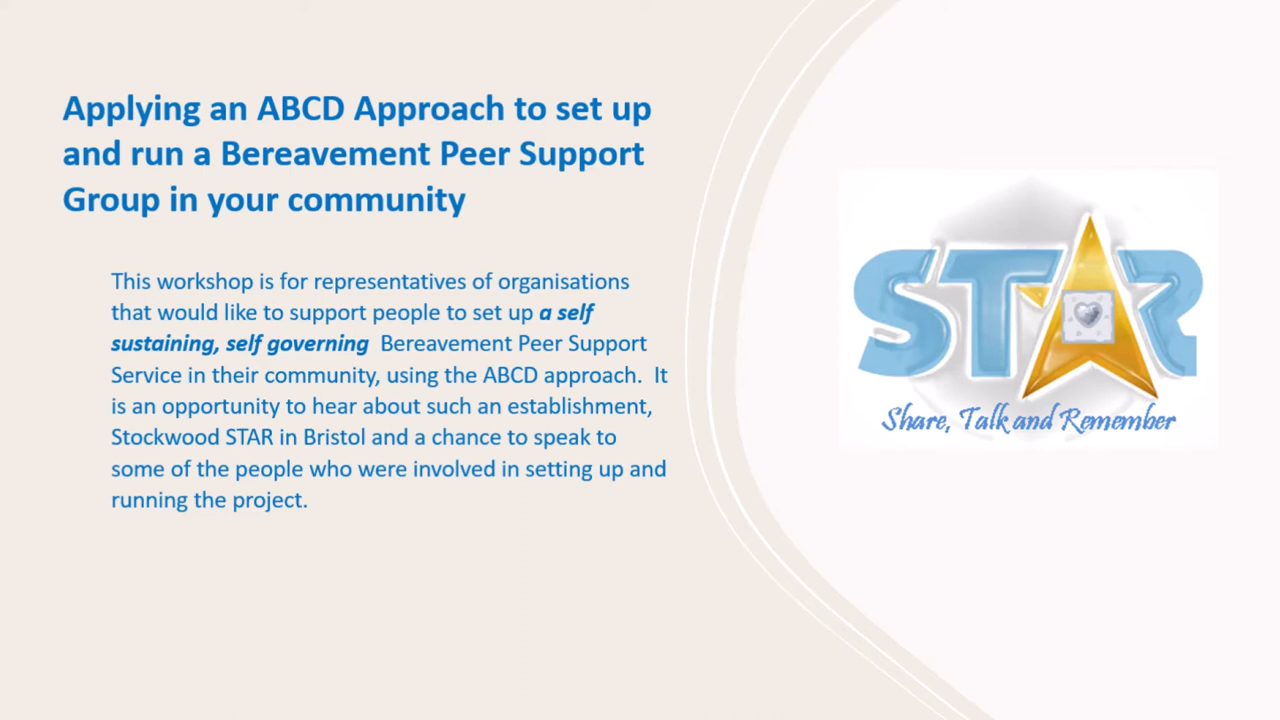 Applying an ABCD Approach to set up
and run a Bereavement Peer Support
Group in your community
This workshop is for representatives of organisations
that would like to support people to set up a self
sustaining, self governing Bereavement Peer Support
Service in their community, using the ABCD approach. It
is an opportunity to hear about such an establishment,
Stockwood STAR in Bristol and a chance to speak to
some of the people who were involved in setting up and
running the project.
STAR
Share, Talk and Remember